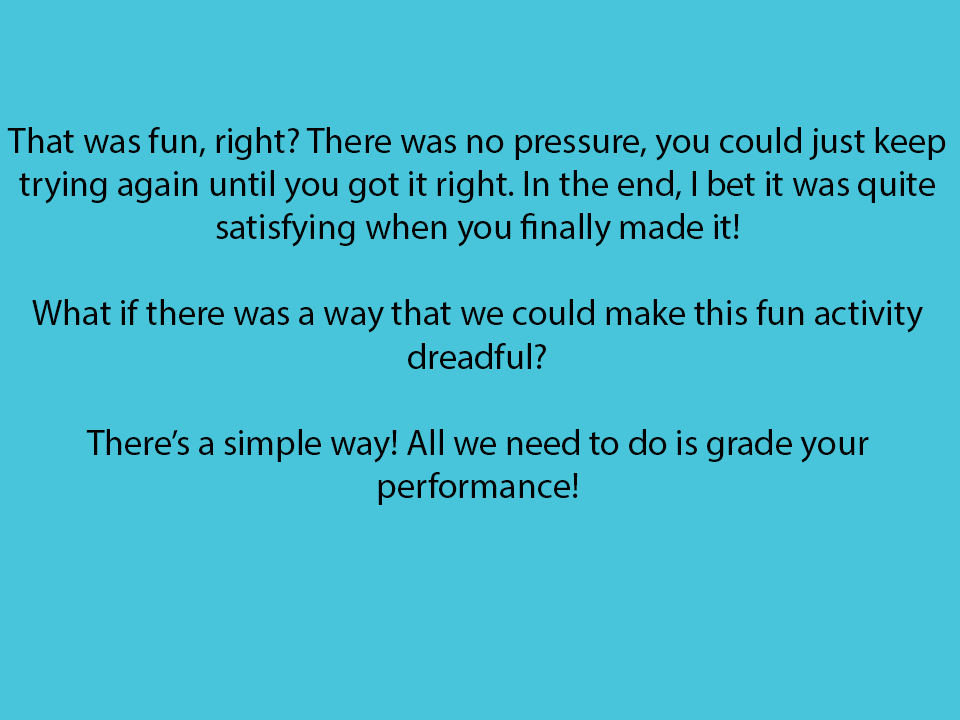 That was fun, right? There was no pressure, you could just keep
trying again until you got it right. In the end, I bet it was quite
satisfying when you finally made it!
What if there was a way that we could make this fun activity
dreadful?
There’s a simple way! All we need to do is grade your
performance!